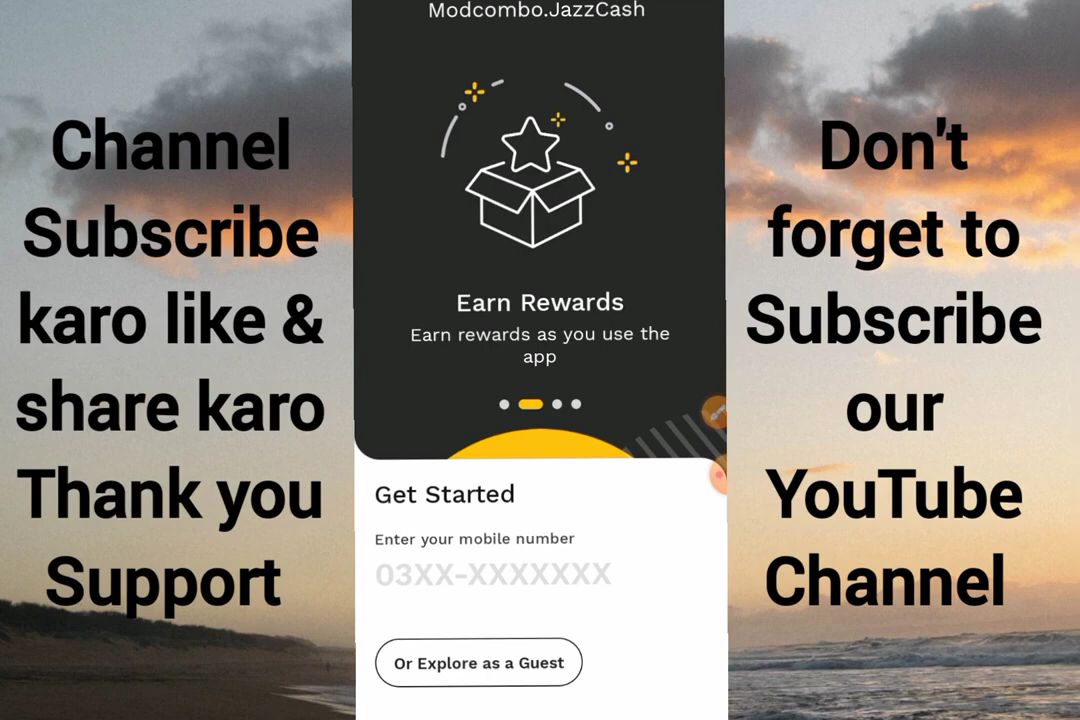 Channel
Subscribe
karo like &
share karo
Thank you
Support
Modcombo.JazzCash
Earn Rewards
Earn rewards as you use the
app
Get Started
Enter your mobile number
03XX-XXXXXXX
Or Explore as a Guest
Don't
forget to
Subscribe
our
YouTube
Channel